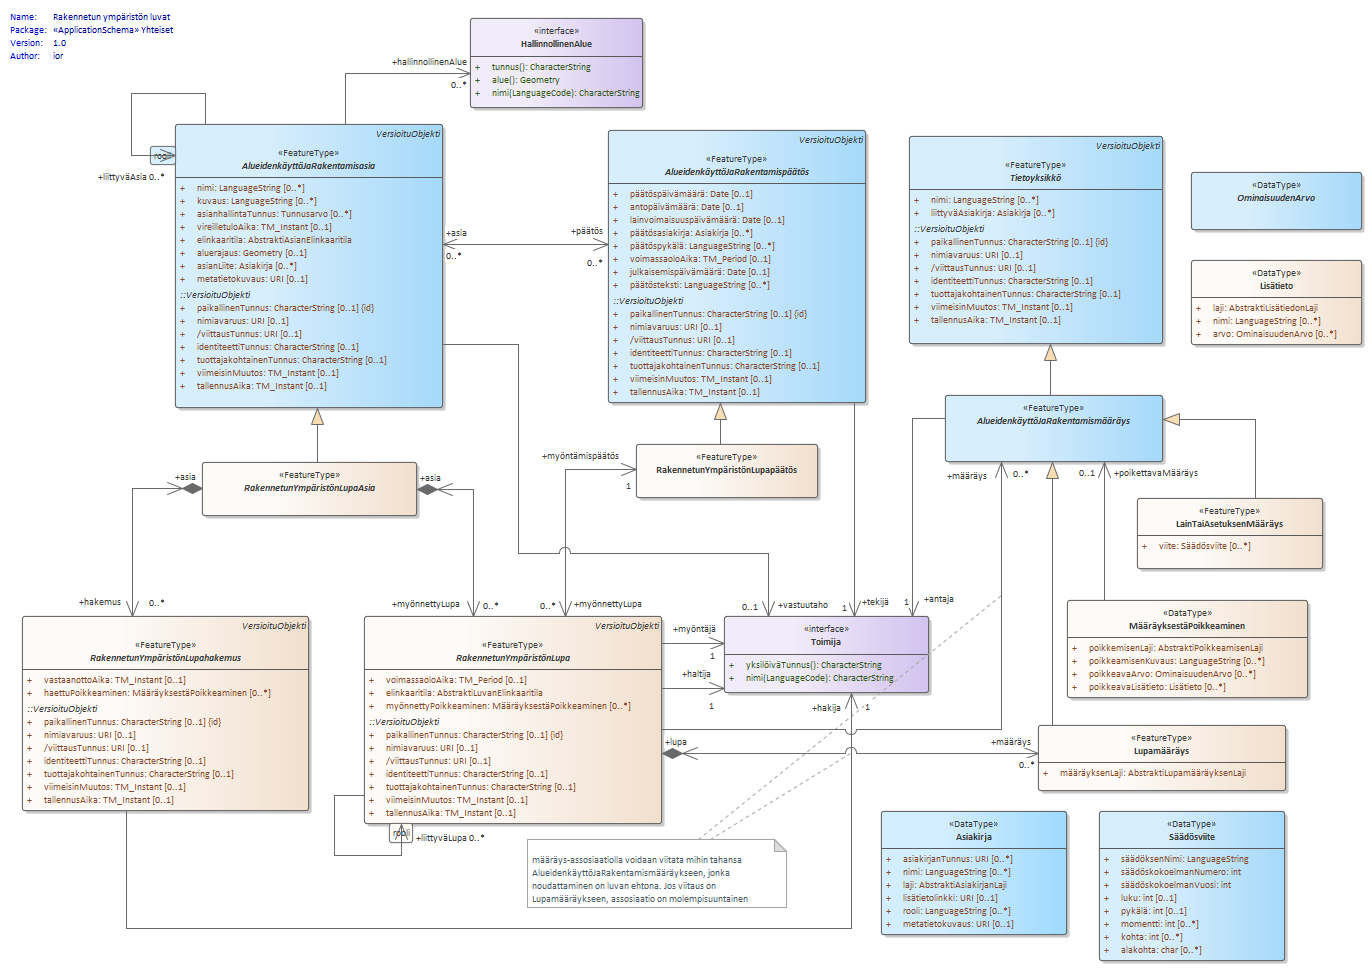 Name: Rakennetun ympäristön luvat
Package: «ApplicationSchema» Yhteiset
Version: 1.0
Author: ior
«interface»
HallinnollinenAlue
+ tunnus(): CharacterString
+ alue(): Geometry
+ nimi(LanguageCode): CharacterString
+hallinnollinenAlue
0..*
VersioituObjekti
«FeatureType»
AlueidenkäyttöJaRakentamisasia
+ nimi: LanguageString [0..*]
+ kuvaus: LanguageString [0..*]
+ asianhallintaTunnus: Tunnusarvo [0..*]
+ vireilletuloAika: TM_Instant [0..1]
+ elinkaaritila: AbstraktiAsianElinkaaritila
+ aluerajaus: Geometry [0..1]
+ asianLiite: Asiakirja [0..*]
+ metatietokuvaus: URI [0..1]
::VersioituObjekti
+ paikallinenTunnus: CharacterString [0..1] {id}
+ nimiavaruus: URI [0..1]
+ /viittausTunnus: URI [0..1]
+ identiteettiTunnus: CharacterString [0..1]
+ tuottajakohtainenTunnus: CharacterString [0..1]
+ viimeisinMuutos: TM_Instant [0..1]
+ tallennusAika: TM_Instant [0..1]
rooli
+liittyväAsia 0..*
+asia
0..*
+päätös
0..*
VersioituObjekti
«FeatureType»
AlueidenkäyttöJaRakentamispäätös
+ päätöspäivämäärä: Date [0..1]
+ antopäivämäärä: Date [0..1]
+ lainvoimaisuuspäivämäärä: Date [0..1]
+ päätösasiakirja: Asiakirja [0..*]
+ päätöspykälä: LanguageString [0..*]
+ voimassaoloAika: TM_Period [0..1]
+ julkaisemispäivämäärä: Date [0..1]
+ päätösteksti: LanguageString [0..*]
::VersioituObjekti
+ paikallinenTunnus: CharacterString [0..1] {id}
+ nimiavaruus: URI [0..1]
+ /viittausTunnus: URI [0..1]
+ identiteettiTunnus: CharacterString [0..1]
+ tuottajakohtainenTunnus: CharacterString [0..1]
+ viimeisinMuutos: TM_Instant [0..1]
+ tallennusAika: TM_Instant [0..1]
VersioituObjekti
«FeatureType»
Tietoyksikkö
+ nimi: LanguageString [0..*]
+ liittyväAsiakirja: Asiakirja [0..*]
::VersioituObjekti
+ paikallinenTunnus: CharacterString [0..1] {id}
+ nimiavaruus: URI [0..1]
+ /viittausTunnus: URI [0..1]
+ identiteettiTunnus: CharacterString [0..1]
+ tuottajakohtainenTunnus: CharacterString [0..1]
+ viimeisinMuutos: TM_Instant [0..1]
+ tallennusAika: TM_Instant [0..1]
«DataType»
OminaisuudenArvo
«DataType»
Lisätieto
+ laji: AbstraktiLisätiedonLaji
+ nimi: LanguageString [0..*]
+ arvo: OminaisuudenArvo [0..*]
«FeatureType»
AlueidenkäyttöJaRakentamismääräys
«FeatureType»
RakennetunYmpäristönLupaAsia
+asia
+asia
+myöntämispäätös
1
«FeatureType»
RakennetunYmpäristönLupapäätös
+määräys
0..*
0..1
+poikettavaMääräys
«FeatureType»
LainTaiAsetuksenMääräys
+ viite: Säädösviite [0..*]
+hakemus
0..*
+myönnettyLupa
0..*
0..*
+myönnettyLupa
0..1
+vastuutaho
1
+tekijä
1
+antaja
«DataType»
MääräyksestäPoikkeaminen
+ poikkemisenLaji: AbstraktiPoikkeamisenLaji
+ poikkeamisenKuvaus: LanguageString [0..*]
+ poikkeavaArvo: OminaisuudenArvo [0..*]
+ poikkeavaLisätieto: Lisätieto [0..*]
VersioituObjekti
«FeatureType»
RakennetunYmpäristönLupahakemus
+ vastaanottoAika: TM_Instant [0..1]
+ haettuPoikkeaminen: MääräyksestäPoikkeaminen [0..*]
::VersioituObjekti
+ paikallinenTunnus: CharacterString [0..1] {id}
+ nimiavaruus: URI [0..1]
+ /viittausTunnus: URI [0..1]
+ identiteettiTunnus: CharacterString [0..1]
+ tuottajakohtainenTunnus: CharacterString [0..1]
+ viimeisinMuutos: TM_Instant [0..1]
+ tallennusAika: TM_Instant [0..1]
VersioituObjekti
«FeatureType»
RakennetunYmpäristönLupa
+ voimassaoloAika: TM_Period [0..1]
+ elinkaaritila: AbstraktiLuvanElinkaaritila
+ myönnettyPoikkeaminen: MääräyksestäPoikkeaminen [0..*]
::VersioituObjekti
+ paikallinenTunnus: CharacterString [0..1] {id}
+ nimiavaruus: URI [0..1]
+ /viittausTunnus: URI [0..1]
+ identiteettiTunnus: CharacterString [0..1]
+ tuottajakohtainenTunnus: CharacterString [0..1]
+ viimeisinMuutos: TM_Instant [0..1]
+ tallennusAika: TM_Instant [0..1]
rooli
+liittyväLupa 0..*
+myöntäjä
1
+haltija
1
«interface»
Toimija
+ yksilöiväTunnus(): CharacterString
+ nimi(LanguageCode): CharacterString
+hakija
1
+lupa
+määräys
0..*
«FeatureType»
Lupamääräys
+ määräyksenLaji: AbstraktiLupamääräyksenLaji
määräys-assosiaatiolla voidaan viitata mihin tahansa
AlueidenkäyttöJaRakentamismääräykseen, jonka
noudattaminen on luvan ehtona. Jos viitaus on
Lupamääräykseen, assosiaatio on molempisuuntainen
«DataType»
Asiakirja
+ asiakirjanTunnus: URI [0..*]
+ nimi: LanguageString [0..*]
+ laji: AbstraktiAsiakirjanLaji
+ lisätietolinkki: URI [0..1]
+ rooli: LanguageString [0..*]
+ metatietokuvaus: URI [0..1]
«DataType»
Säädösviite
+ säädöksenNimi: LanguageString
+ säädöskokoelmanNumero: int
+ säädöskokoelmanVuosi: int
+ luku: int [0..1]
+ pykälä: int [0..1]
+ momentti: int [0..*]
+ kohta: int [0..*]
+ alakohta: char [0..*]